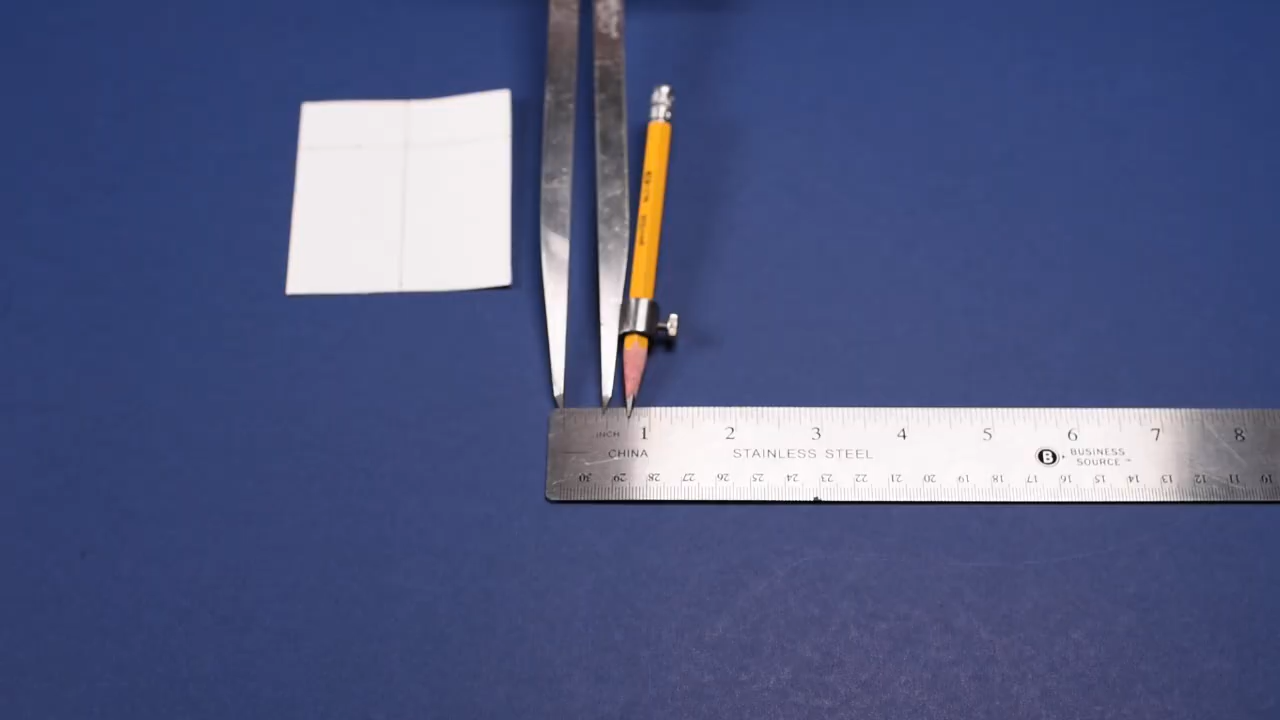 1 2 3 4 5 6 7 8
INCH
CHINA
STAINLESS STEEL
B
BUSINESS
SOURCE™
30 29 28 27 26 25 24 23 22 21 20 19 18 17 16 15 14 13 12 11 10